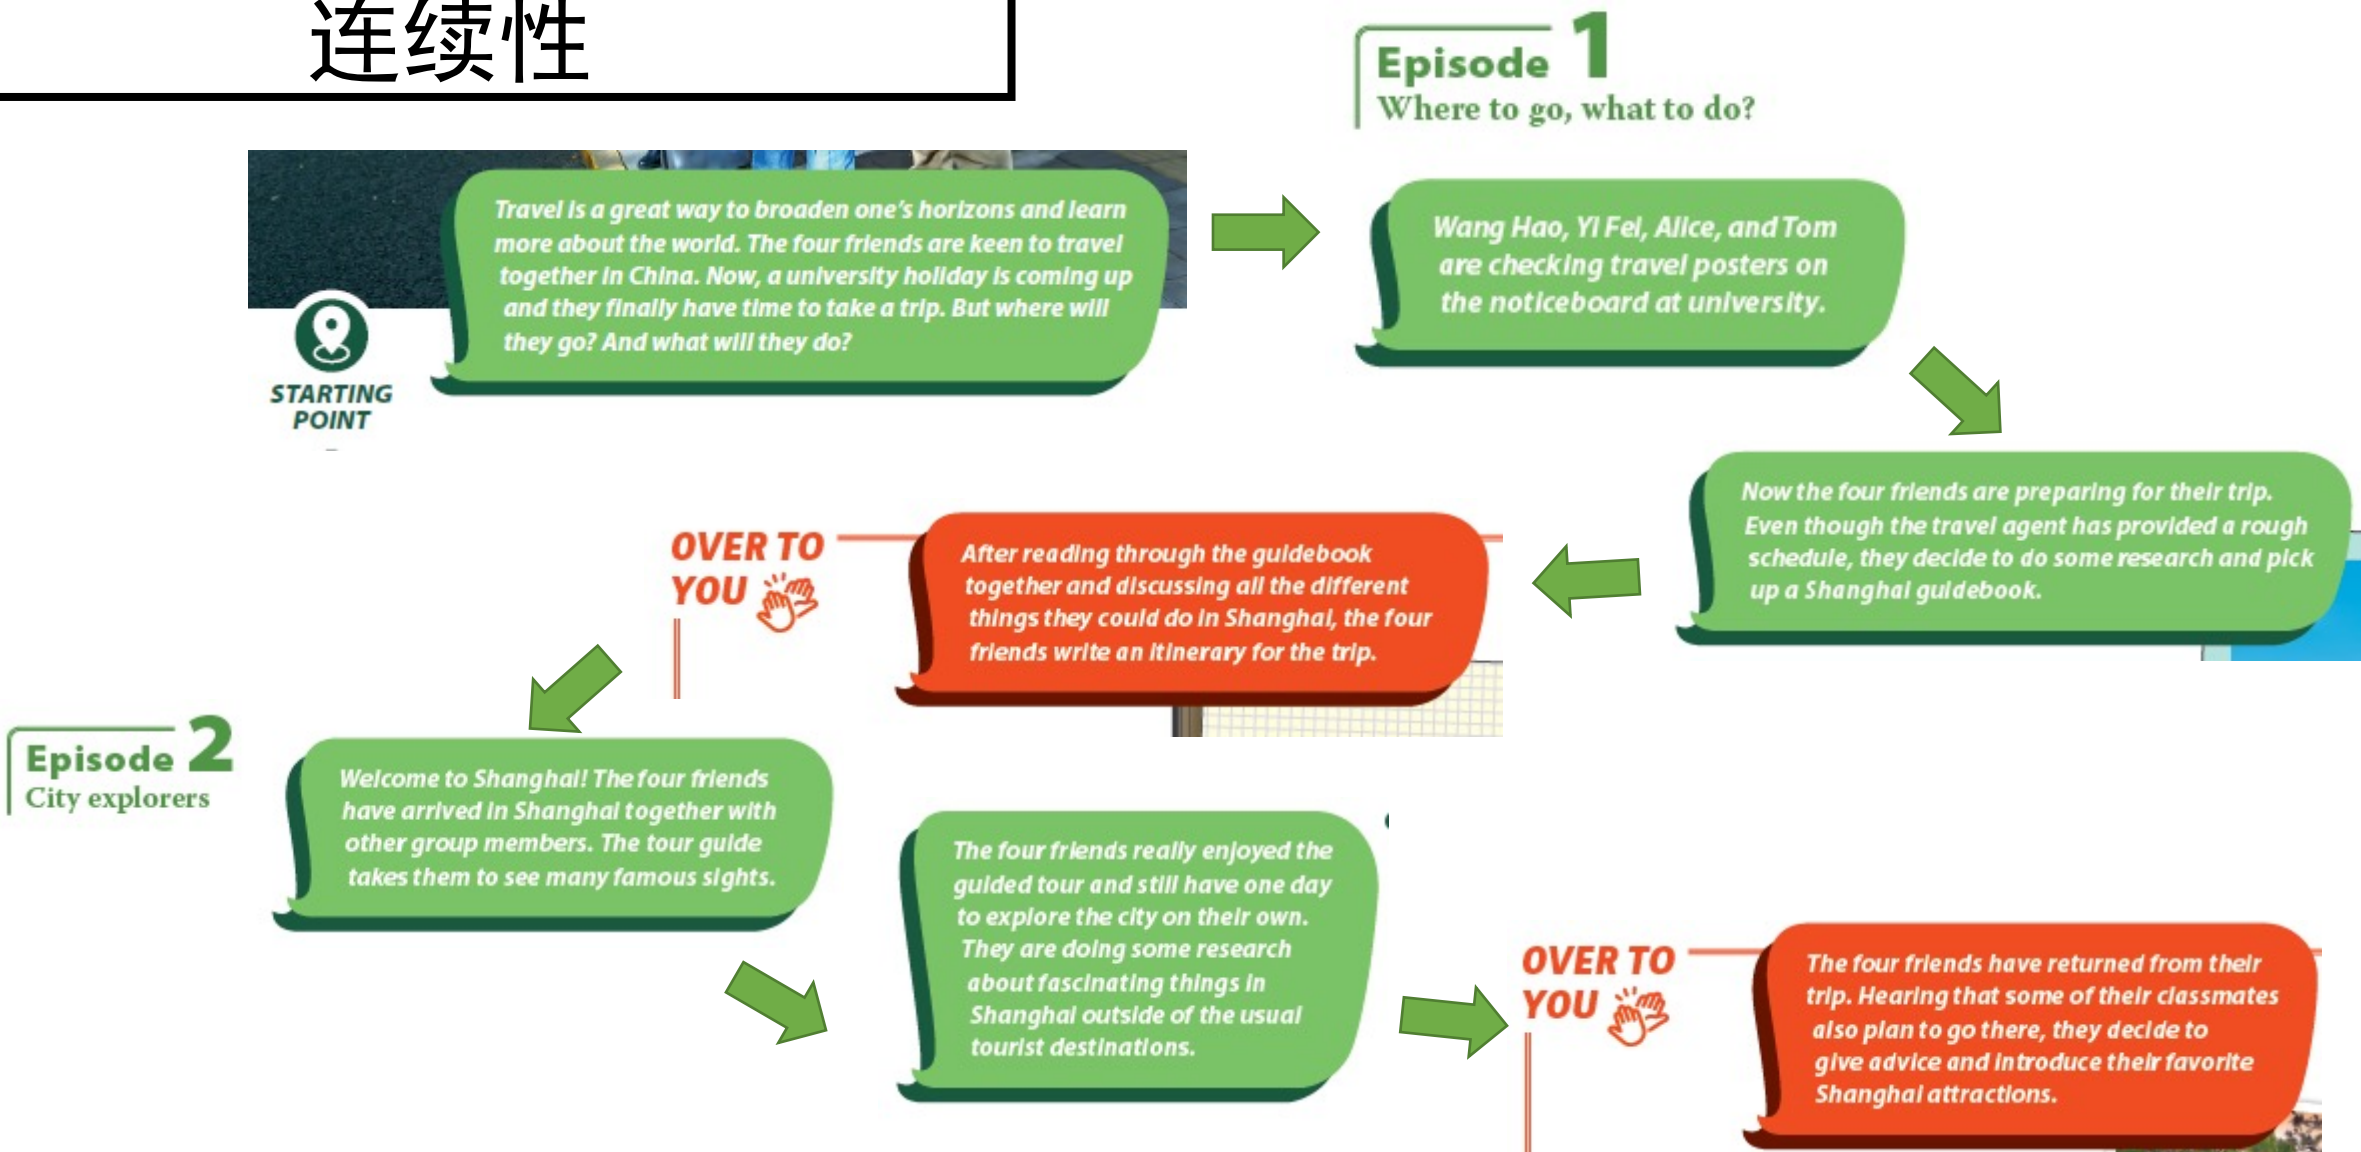 连续性
Episode 1
Where to go, what to do?
Travel is a great way to broaden one's horizons and learn
more about the world. The four friends are keen to travel
together in China. Now, a university holiday is coming up
and they finally have time to take a trip. But where will
they go? And what will they do?
STARTING
POINT
Wang Hao, Yi Fei, Alice, and Tom
are checking travel posters on
the noticeboard at university.
Now the four friends are preparing for their trip.
Even though the travel agent has provided a rough
schedule, they decide to do some research and pick
up a Shanghai guidebook.
OVER TO
YOU
After reading through the guidebook
together and discussing all the different
things they could do in Shanghai, the four
friends write an itinerary for the trip.
Episode 2
City explorers
Welcome to Shanghai! The four friends
have arrived in Shanghai together with
other group members. The tour guide
takes them to see many famous sights.
The four friends really enjoyed the
guided tour and still have one day
to explore the city on their own.
They are doing some research
about fascinating things in
Shanghai outside of the usual
tourist destinations.
OVER TO
YOU
The four friends have returned from their
trip. Hearing that some of their classmates
also plan to go there, they decide to
give advice and introduce their favorite
Shanghai attractions.